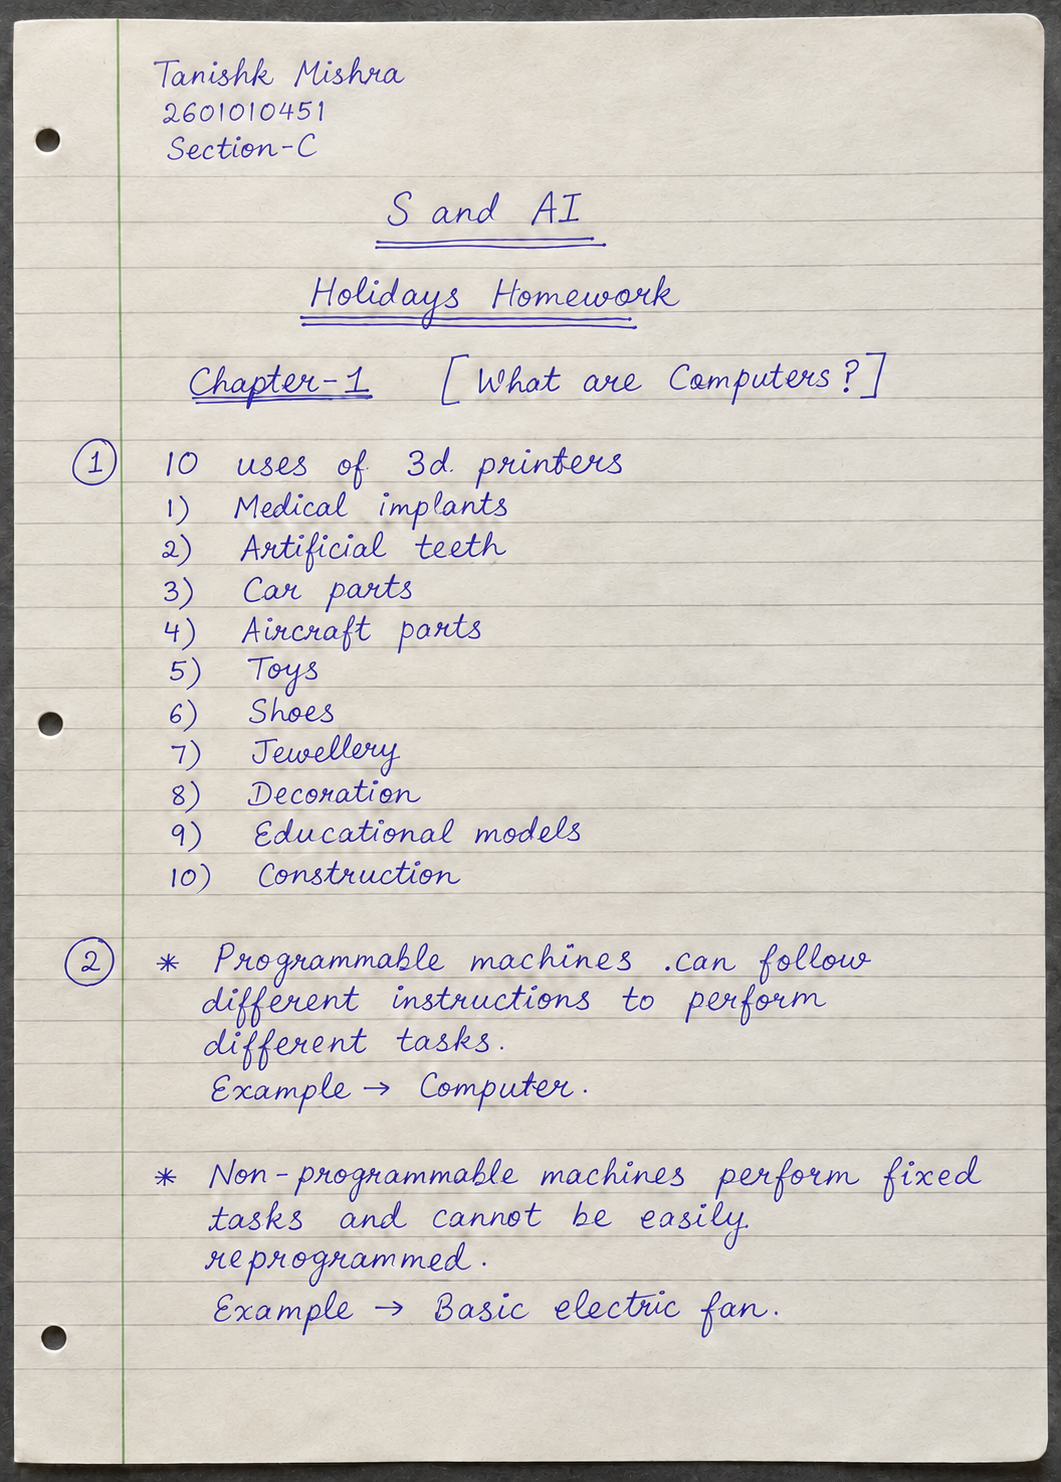 Tanishk Mishra
2601010451
Section-C
S and AI
Holidays Homework
Chapter-1 [What are Computers?]
1 10 uses of 3d. printers
1) Medical implants
2) Artificial teeth
3) Car parts
4) Aircraft parts
5) Toys
6) Shoes
7) Jewellery
8) Decoration
9) Educational models
10) Construction
2 * Programmable machines .can follow
different instructions to perform
different tasks.
Example → Computer.
* Non-programmable machines perform fixed
tasks and cannot be easily.
reprogrammed.
Example → Basic electric fan.